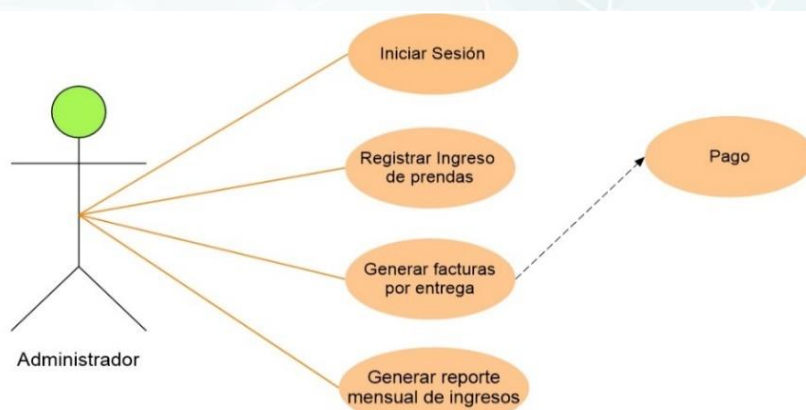 Iniciar Sesión
Registrar Ingreso
de prendas
Pago
Generar facturas
por entrega
Administrador
Generar reporte
mensual de ingresos